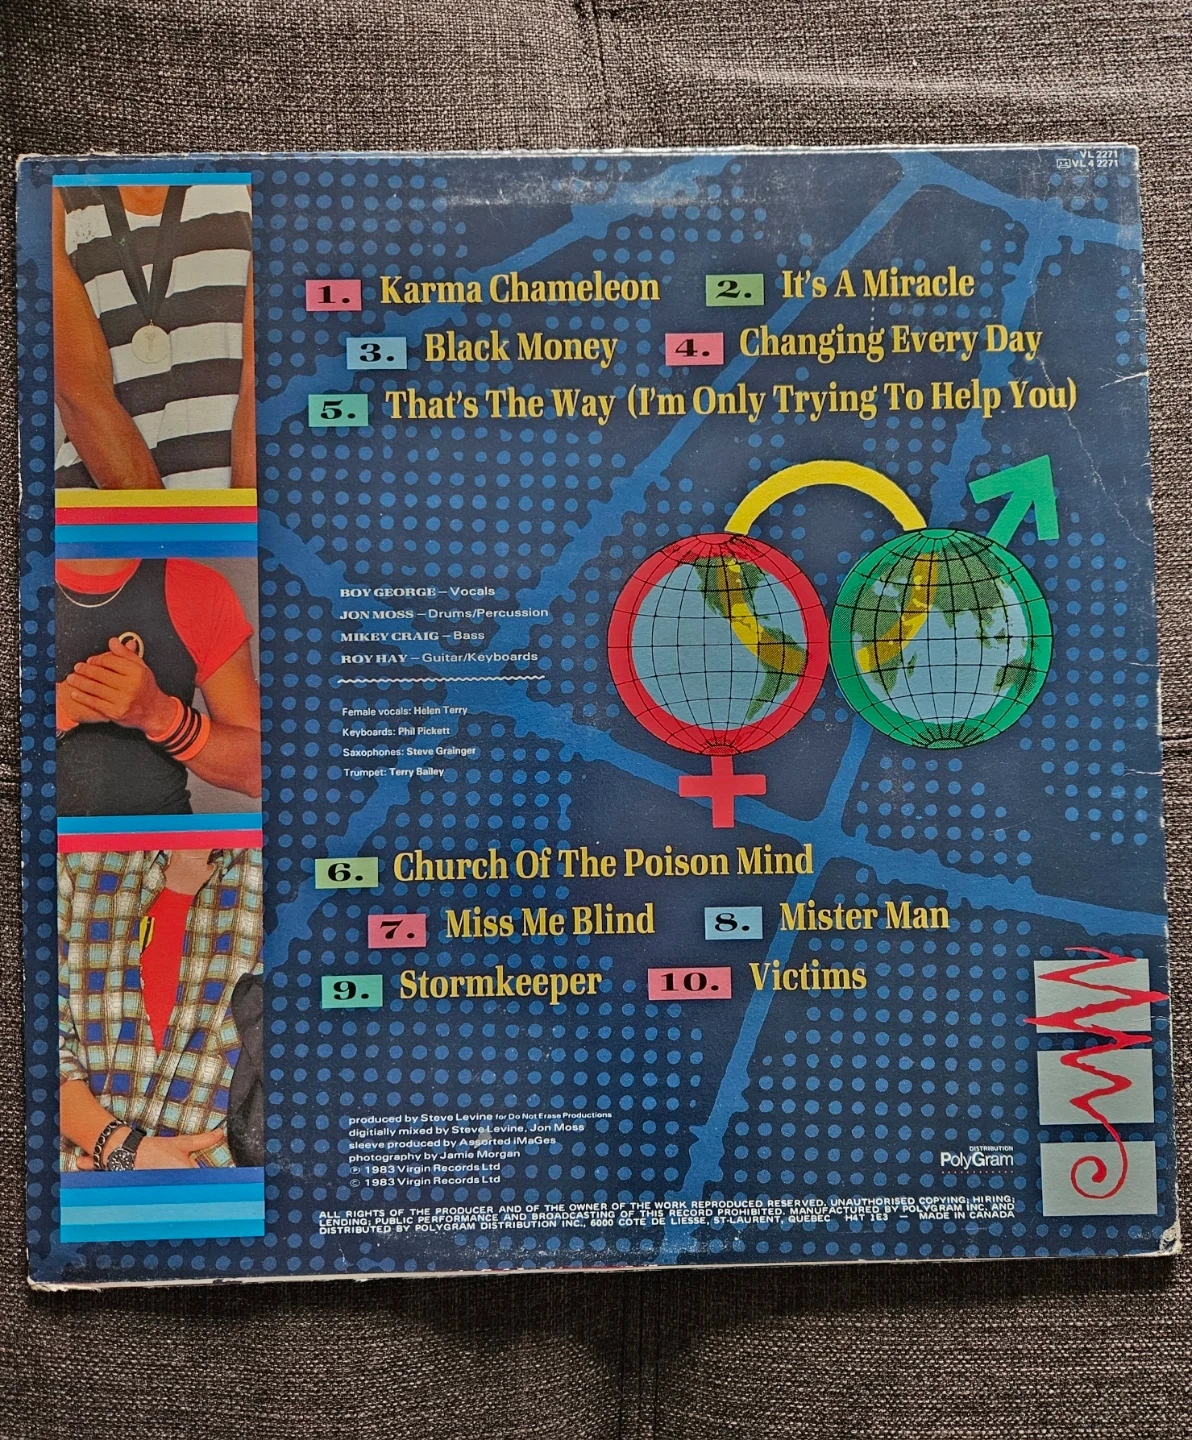 VL 2271
VL 4 2271
1. Karma Chameleon 2. It's A Miracle
3. Black Money 4. Changing Every Day
5. That's The Way (I'm Only Trying To Help You)
BOY GEORGE – Vocals
JON MOSS – Drums/Percussion
MIKEY CRAIG – Bass
ROY HAY – Guitar/Keyboards
Female vocals: Helen Terry
Keyboards: Phil Pickett
Saxophones: Steve Grainger
Trumpet: Terry Bailey
6. Church Of The Poison Mind
7. Miss Me Blind 8. Mister Man
9. Stormkeeper 10. Victims
produced by Steve Levine for Do Not Erase Productions
digitially mixed by Steve Levine, Jon Moss
sleeve produced by Assorted iMaGes
photography by Jamie Morgan
℗ 1983 Virgin Records Ltd
© 1983 Virgin Records Ltd
DISTRIBUTION
PolyGram
ALL RIGHTS OF THE PRODUCER AND OF THE OWNER OF THE WORK REPRODUCED RESERVED. UNAUTHORISED COPYING; HIRING;
LENDING; PUBLIC PERFORMANCE AND BROADCASTING OF THIS RECORD PROHIBITED. MANUFACTURED BY POLYGRAM INC. AND
DISTRIBUTED BY POLYGRAM DISTRIBUTION INC., 6000 COTE DE LIESSE, ST-LAURENT, QUEBEC H4T 1E3 — MADE IN CANADA